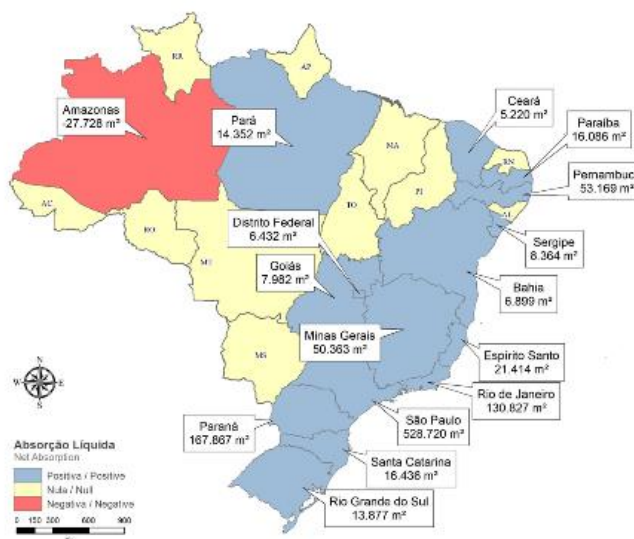 RR
AP
Amazonas
-27.728 m²
Pará
14.352 m²
Ceará
5.220 m²
Paraíba
16.086 m²
MA
RN
Pernambuc
53.169 m²
PI
AC
TO
AL
Distrito Federal
6.432 m²
RO
Sergipe
8.364 m²
MT
Goiás
7.982 m²
Bahia
6.899 m²
Minas Gerais
50.363 m²
Espírito Santo
21.414 m²
MS
N
W
E
S
Rio de Janeiro
130.827 m²
Paraná
167.867 m²
São Paulo
528.720 m²
Absorção Líquida
Net Absorption
Santa Catarina
16.436 m²
Positiva / Positive
Nula / Null
Negativa / Negative
Rio Grande do Sul
13.877 m²
0 150 300 600 900